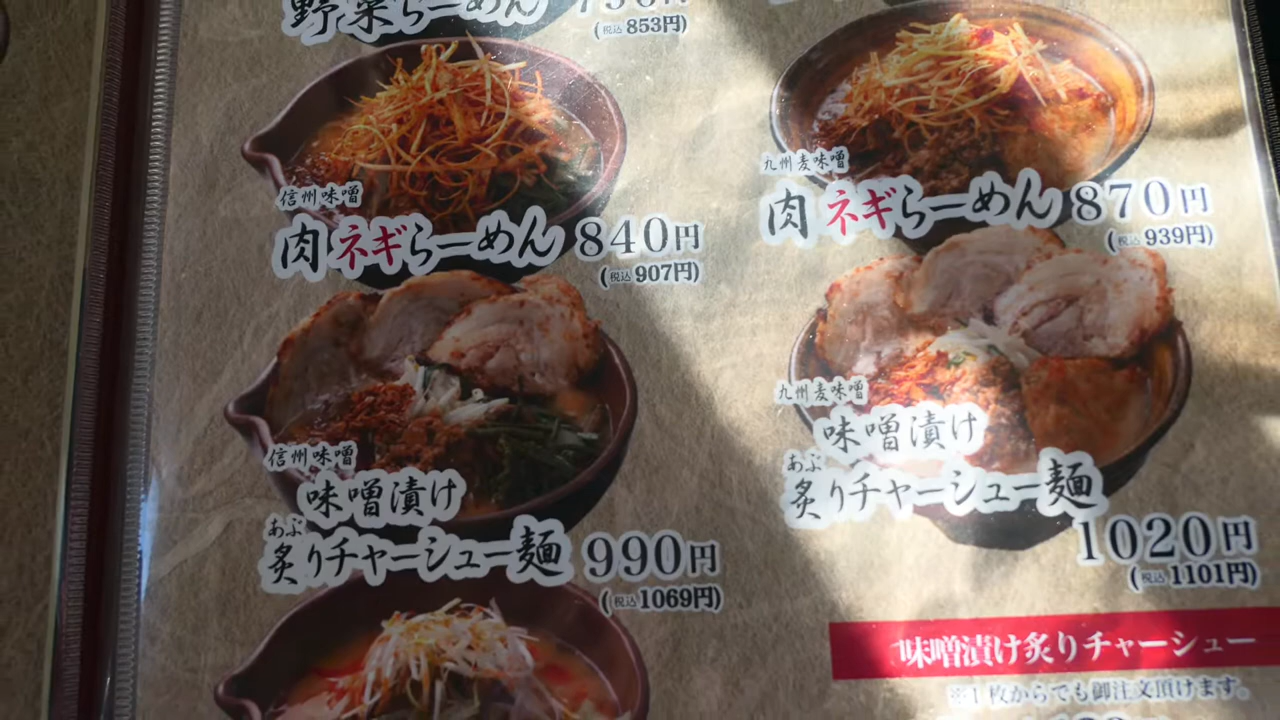 野菜らーめん
(税込 853円)
信州味噌
肉ネギらーめん 840円
(税込 907円)
信州味噌
味噌漬け
あぶ
炙りチャーシュー麺 990円
(税込 1069円)
九州麦味噌
肉ネギらーめん 870円
(税込 939円)
九州麦味噌
味噌漬け
あぶ
炙りチャーシュー麺
1020円
(税込 1101円)
味噌漬け炙りチャーシュー
※1枚からでも御注文頂けます。